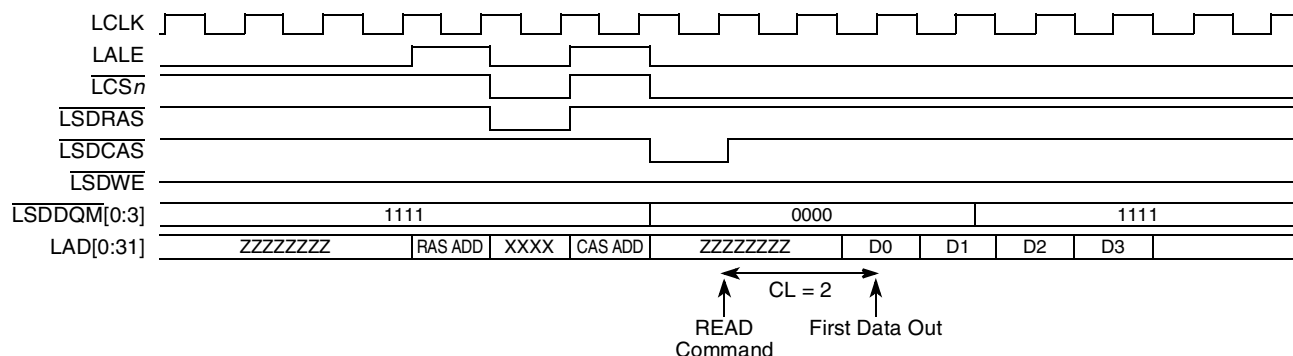 LCLK
LALE
LCSn
LSDRAS
LSDCAS
LSDWE
LSDDQM[0:3] 1111 0000 1111
LAD[0:31] ZZZZZZZZ RAS ADD XXXX CAS ADD ZZZZZZZZ D0 D1 D2 D3
CL = 2
READ First Data Out
Command